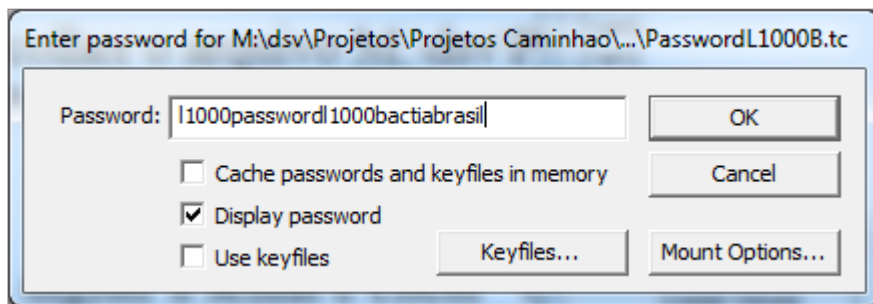 Enter password for M:\dsv\Projetos\Projetos Caminhao\...\PasswordL1000B.tc
Password: l1000passwordl1000bactiabrasil OK
Cache passwords and keyfiles in memory Cancel
Display password
Use keyfiles Keyfiles... Mount Options...